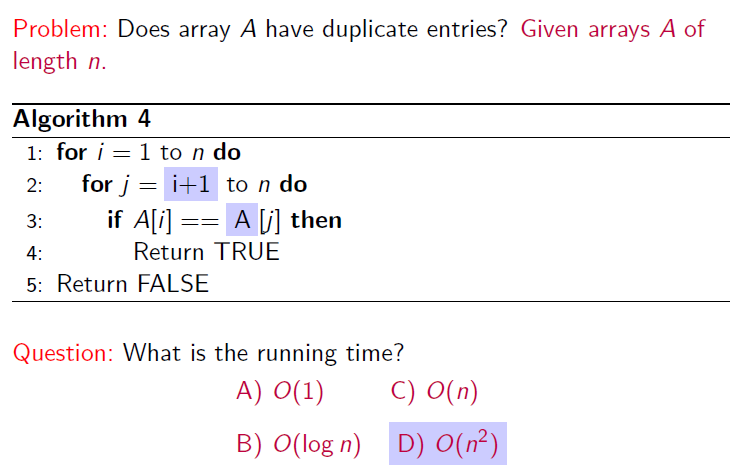 Problem: Does array A have duplicate entries? Given arrays A of
length n.
Algorithm 4
1: for i = 1 to n do
2: for j = i+1 to n do
3: if A[i] == A [j] then
4: Return TRUE
5: Return FALSE
Question: What is the running time?
A) O(1) C) O(n)
B) O(log n) D) O(n²)